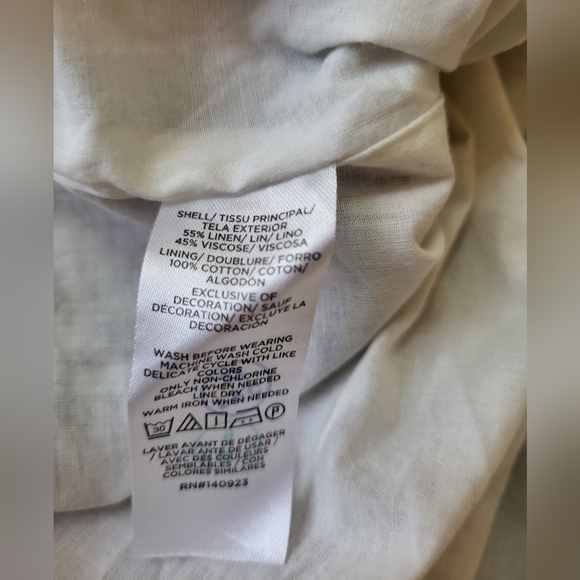 SHELL/ TISSU PRINCIPAL/
TELA EXTERIOR
55% LINEN/ LIN/ LINO
45% VISCOSE/ VISCOSA
LINING/ DOUBLURE/ FORRO
100% COTTON/ COTON/
ALGODÓN
EXCLUSIVE OF
DECORATION/ SAUF
DÉCORATION/ EXCLUYE LA
DECORACIÓN
WASH BEFORE WEARING
MACHINE WASH COLD
DELICATE CYCLE WITH LIKE
COLORS
ONLY NON-CHLORINE
BLEACH WHEN NEEDED
LINE DRY
WARM IRON WHEN NEEDED
30 P
LAVER AVANT DE DÉGAGER
/ LAVAR ANTE DE USAR /
AVEC DES COULEURS
SEMBLABLES / CON
COLORES SIMILARES
RN#140923